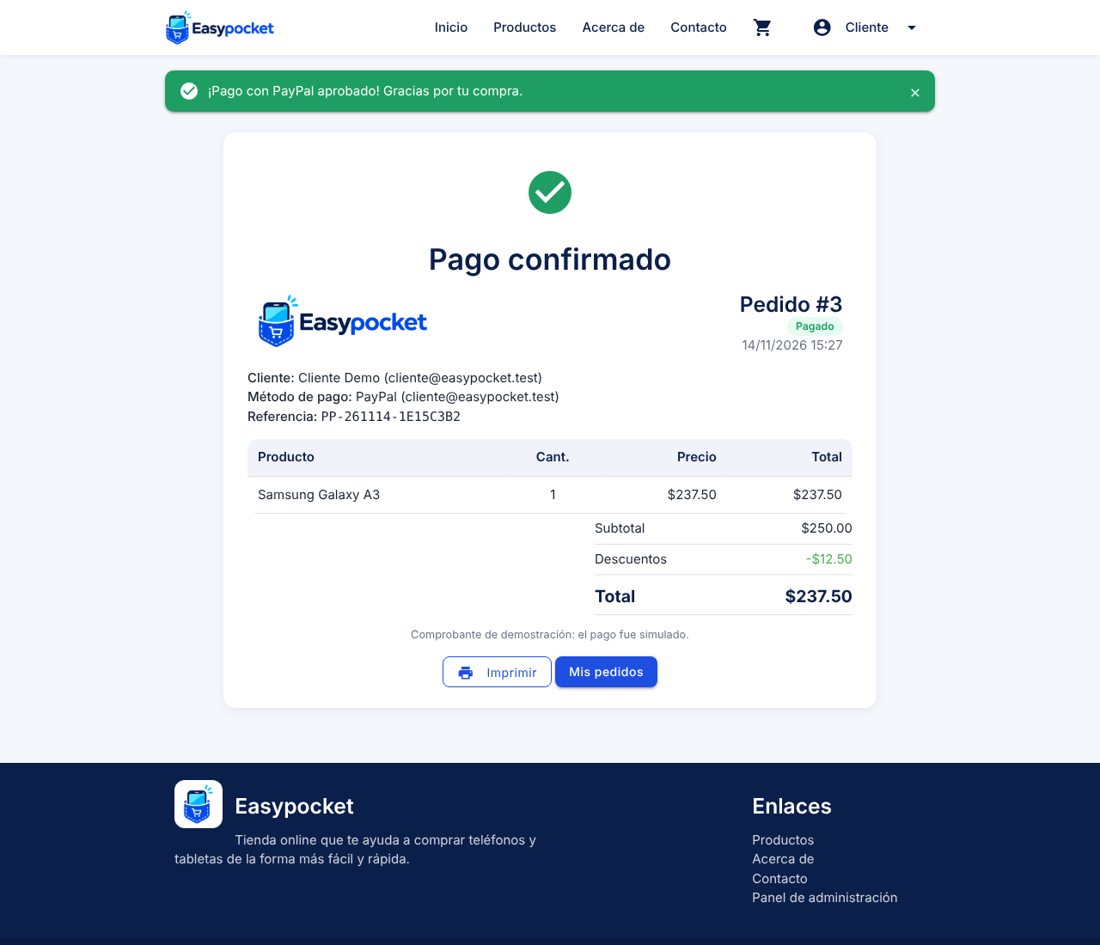 Easypocket
Inicio Productos Acerca de Contacto Cliente
¡Pago con PayPal aprobado! Gracias por tu compra.
Pago confirmado
Easypocket
Pedido #3
Pagado
14/11/2026 15:27
Cliente: Cliente Demo (cliente@easypocket.test)
Método de pago: PayPal (cliente@easypocket.test)
Referencia: PP-261114-1E15C3B2
Producto Cant. Precio Total
Samsung Galaxy A3 1 $237.50 $237.50
Subtotal $250.00
Descuentos -$12.50
Total $237.50
Comprobante de demostración: el pago fue simulado.
Imprimir Mis pedidos
Easypocket
Tienda online que te ayuda a comprar teléfonos y
tabletas de la forma más fácil y rápida.
Enlaces
Productos
Acerca de
Contacto
Panel de administración